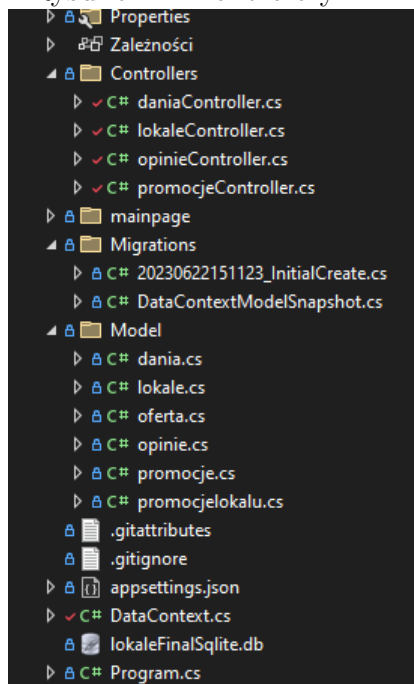 Properties
Zależności
Controllers
C# daniaController.cs
C# lokaleController.cs
C# opinieController.cs
C# promocjeController.cs
mainpage
Migrations
C# 20230622151123_InitialCreate.cs
C# DataContextModelSnapshot.cs
Model
C# dania.cs
C# lokale.cs
C# oferta.cs
C# opinie.cs
C# promocje.cs
C# promocjelokalu.cs
.gitattributes
.gitignore
appsettings.json
C# DataContext.cs
lokaleFinalSqlite.db
C# Program.cs